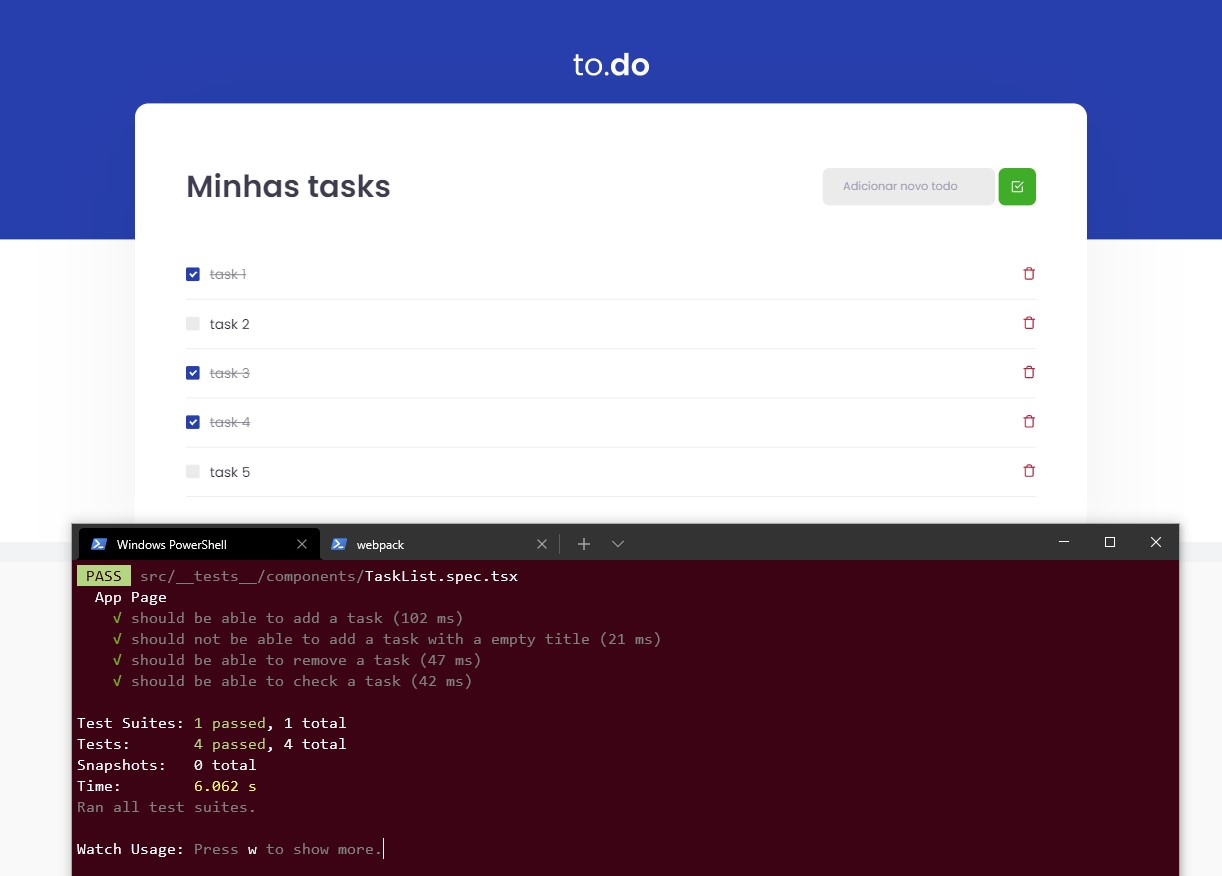 to.do
Minhas tasks
Adicionar novo todo
task 1
task 2
task 3
task 4
task 5
Windows PowerShell
webpack
PASS src/__tests__/components/TaskList.spec.tsx
App Page
√ should be able to add a task (102 ms)
√ should not be able to add a task with a empty title (21 ms)
√ should be able to remove a task (47 ms)
√ should be able to check a task (42 ms)
Test Suites: 1 passed, 1 total
Tests: 4 passed, 4 total
Snapshots: 0 total
Time: 6.062 s
Ran all test suites.
Watch Usage: Press w to show more.